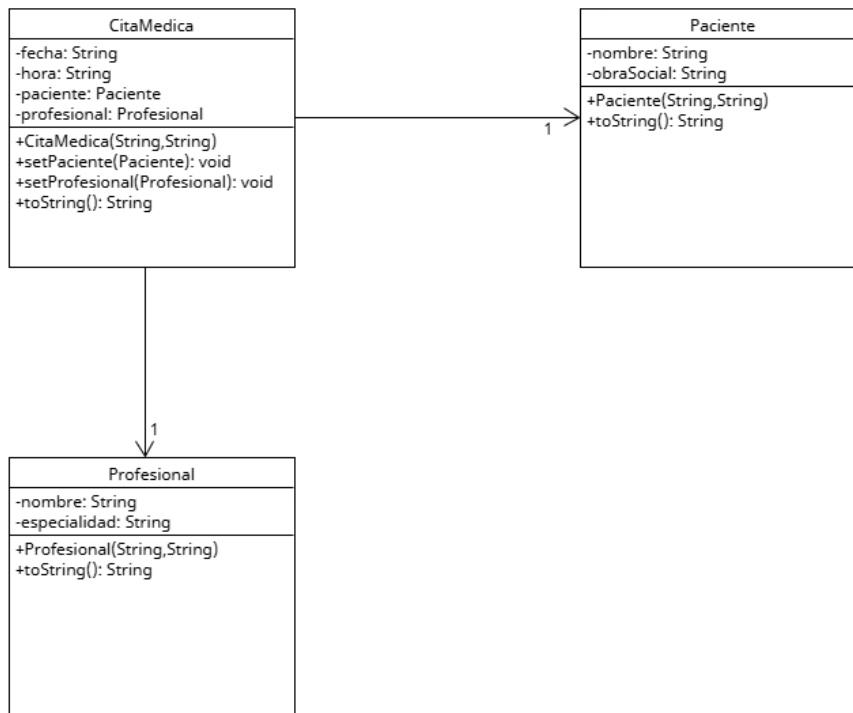 CitaMedica
-fecha: String
-hora: String
-paciente: Paciente
-profesional: Profesional
+CitaMedica(String,String)
+setPaciente(Paciente): void
+setProfesional(Profesional): void
+toString(): String
1
Paciente
-nombre: String
-obraSocial: String
+Paciente(String,String)
+toString(): String
1
Profesional
-nombre: String
-especialidad: String
+Profesional(String,String)
+toString(): String